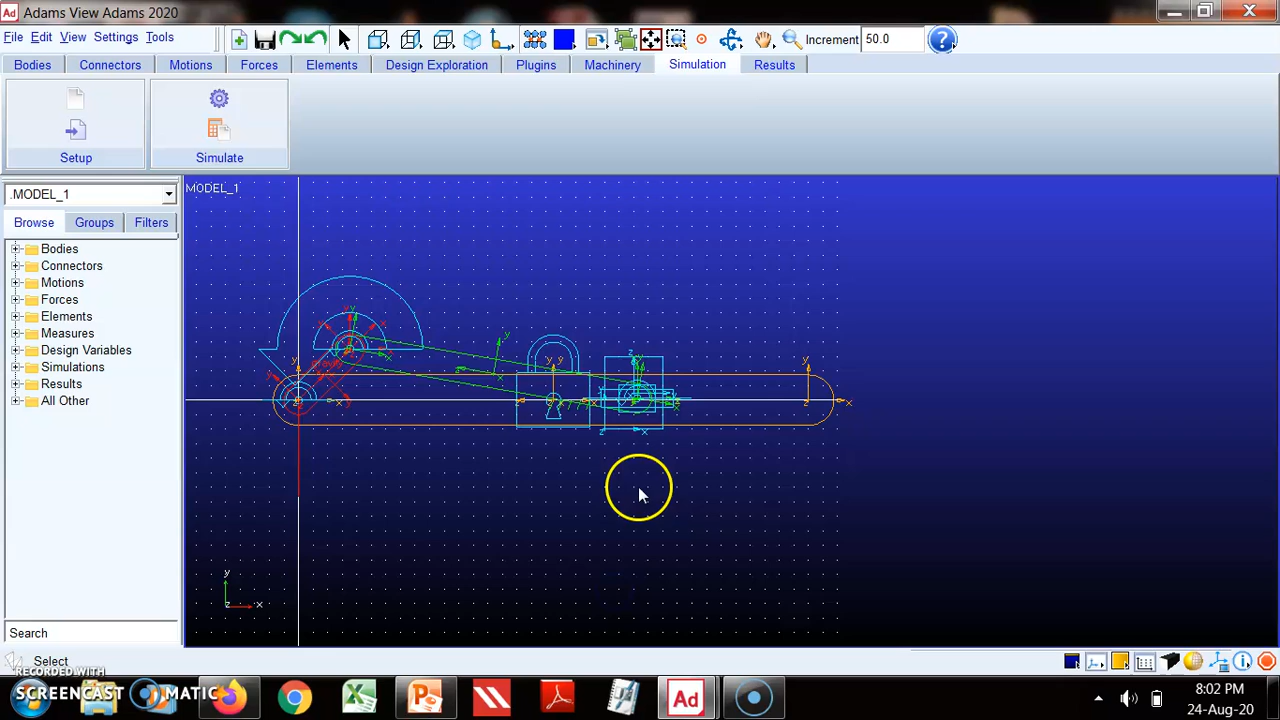 Ad Adams View Adams 2020
File Edit View Settings Tools
Increment 50.0
Bodies Connectors Motions Forces Elements Design Exploration Plugins Machinery Simulation Results
Setup Simulate
.MODEL_1
MODEL_1
Browse Groups Filters
Bodies
Connectors
Motions
Forces
Elements
Measures
Design Variables
Simulations
Results
All Other
Search
Select
RECORDED WITH
SCREENCAST MATIC
Ad
8:02 PM
24-Aug-20